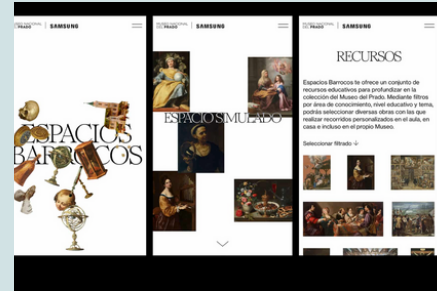 MUSEO NACIONAL
DEL PRADO
SAMSUNG
ESPACIOS
BARROCOS
MUSEO NACIONAL
DEL PRADO
SAMSUNG
ESPACIO SIMULADO
MUSEO NACIONAL
DEL PRADO
SAMSUNG
RECURSOS
Espacios Barrocos te ofrece un conjunto de
recursos educativos para profundizar en la
colección del Museo del Prado. Mediante filtros
por área de conocimiento, nivel educativo y tema,
podrás seleccionar diversas obras con las que
realizar recorridos personalizados en el aula, en
casa e incluso en el propio Museo.
Seleccionar filtrado ↓